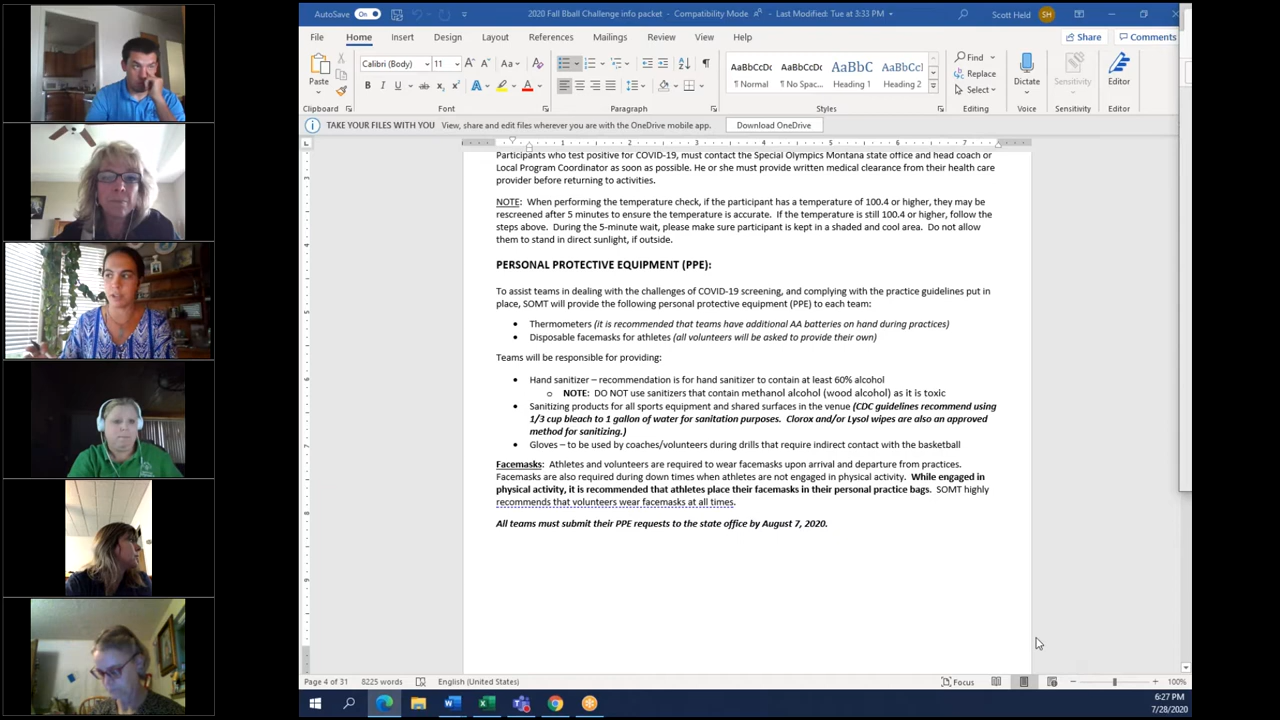 AutoSave On 2020 Fall Bball Challenge info packet - Compatibility Mode - Last Modified: Tue at 3:33 PM Scott Held SH
File Home Insert Design Layout References Mailings Review View Help Share Comments
Paste Calibri (Body) 11 A A Aa A AaBbCcDc AaBbCcDc AaBbC AaBbCcI Find Replace Select Dictate Sensitivity Editor
B I U ab x A A ¶ Normal ¶ No Spac... Heading 1 Heading 2
Clipboard Font Paragraph Styles Editing Voice Sensitivity Editor
TAKE YOUR FILES WITH YOU View, share and edit files wherever you are with the OneDrive mobile app. Download OneDrive
1 2 3 4 5 6 7
Participants who test positive for COVID-19, must contact the Special Olympics Montana state office and head coach or
Local Program Coordinator as soon as possible. He or she must provide written medical clearance from their health care
provider before returning to activities.
NOTE: When performing the temperature check, if the participant has a temperature of 100.4 or higher, they may be
rescreened after 5 minutes to ensure the temperature is accurate. If the temperature is still 100.4 or higher, follow the
steps above. During the 5-minute wait, please make sure participant is kept in a shaded and cool area. Do not allow
them to stand in direct sunlight, if outside.
PERSONAL PROTECTIVE EQUIPMENT (PPE):
To assist teams in dealing with the challenges of COVID-19 screening, and complying with the practice guidelines put in
place, SOMT will provide the following personal protective equipment (PPE) to each team:
• Thermometers (it is recommended that teams have additional AA batteries on hand during practices)
• Disposable facemasks for athletes (all volunteers will be asked to provide their own)
Teams will be responsible for providing:
• Hand sanitizer – recommendation is for hand sanitizer to contain at least 60% alcohol
o NOTE: DO NOT use sanitizers that contain methanol alcohol (wood alcohol) as it is toxic
• Sanitizing products for all sports equipment and shared surfaces in the venue (CDC guidelines recommend using
1/3 cup bleach to 1 gallon of water for sanitation purposes. Clorox and/or Lysol wipes are also an approved
method for sanitizing.)
• Gloves – to be used by coaches/volunteers during drills that require indirect contact with the basketball
Facemasks: Athletes and volunteers are required to wear facemasks upon arrival and departure from practices.
Facemasks are also required during down times when athletes are not engaged in physical activity. While engaged in
physical activity, it is recommended that athletes place their facemasks in their personal practice bags. SOMT highly
recommends that volunteers wear facemasks at all times.
All teams must submit their PPE requests to the state office by August 7, 2020.
Page 4 of 31 8225 words English (United States) Focus 100%
6:27 PM
7/28/2020